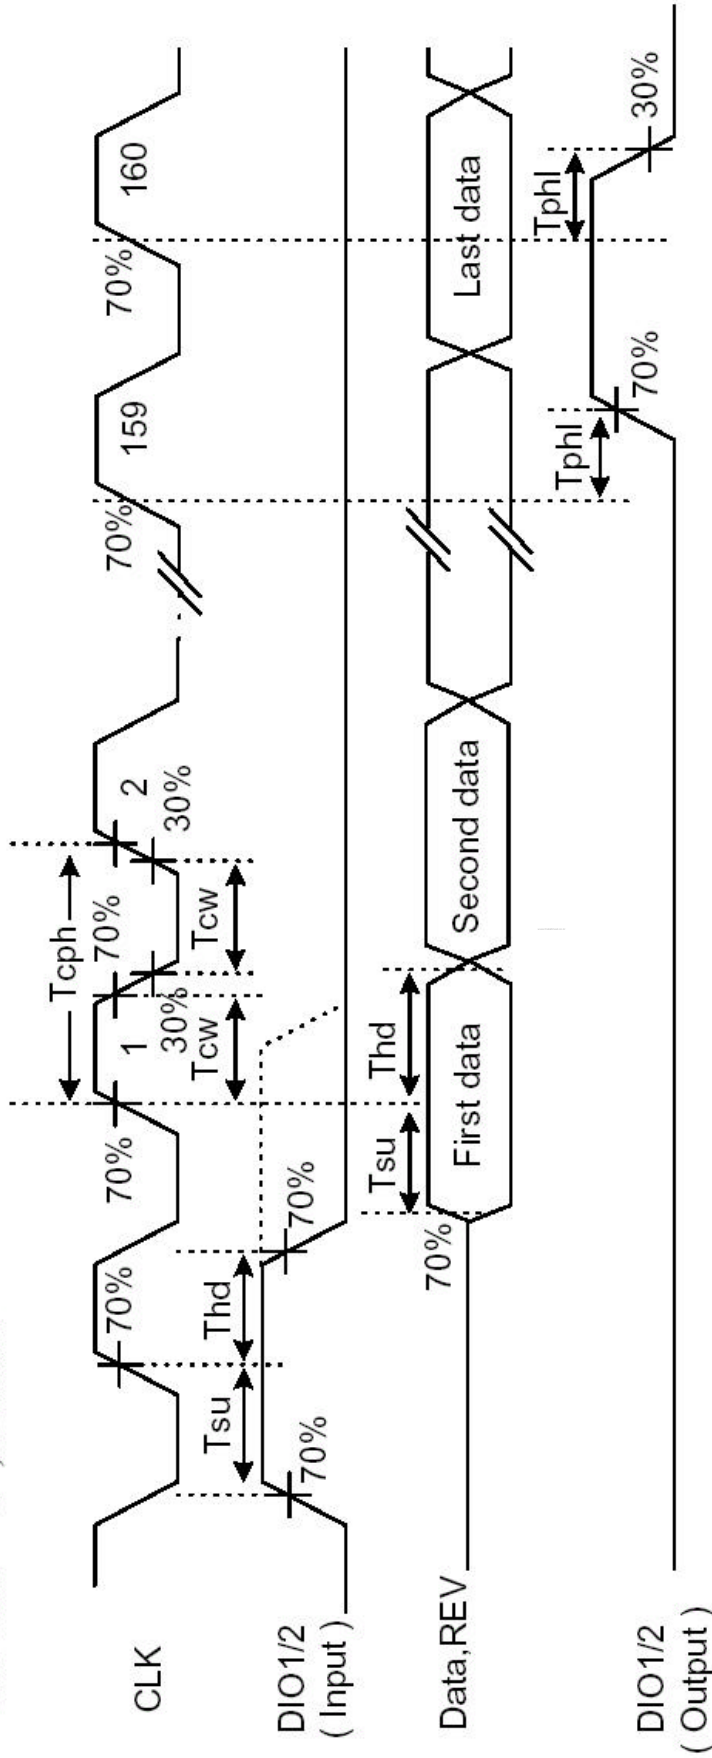 CLK
70%
70%
1
30%
Tcph
70%
2
30%
70%
159
70%
160
Tsu
Thd
Tcw
Tcw
DIO1/2
( Input )
70%
70%
Tsu
Thd
Data,REV
70%
First data
Second data
Last data
Tphl
70%
Tphl
30%
DIO1/2
( Output )